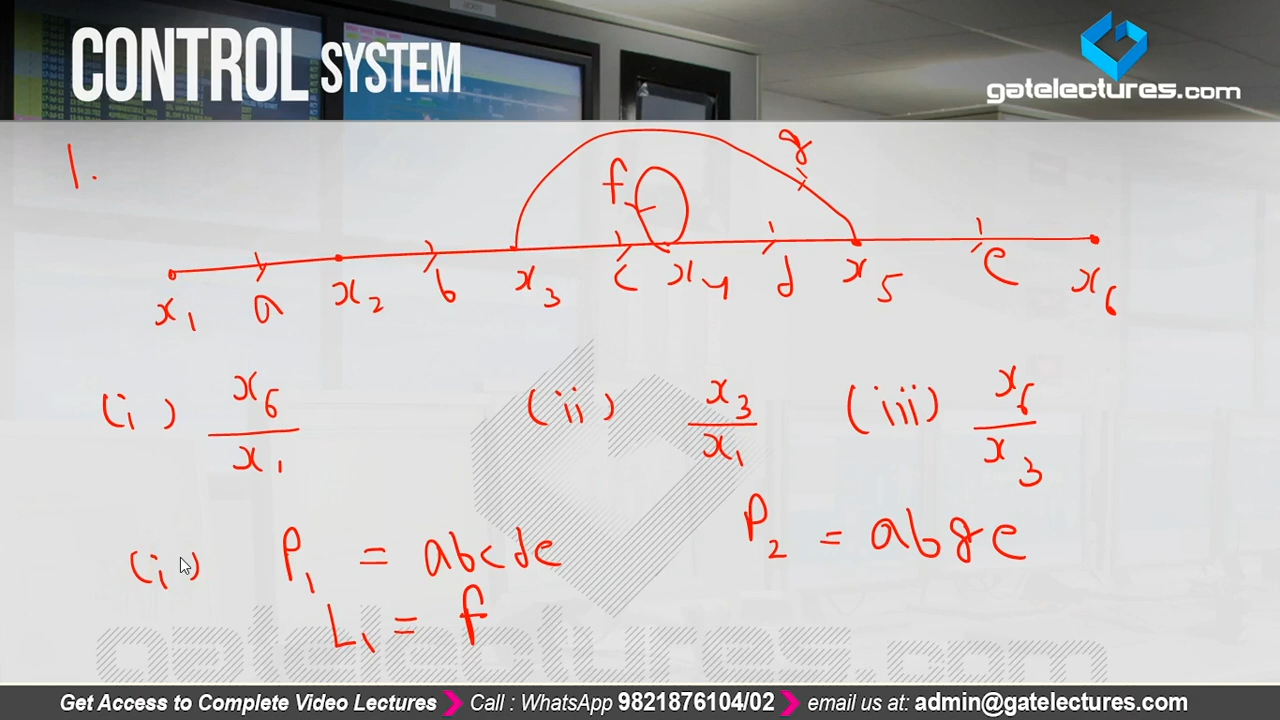 CONTROL SYSTEM
gatelectures.com
1.
g
f
x1 a x2 b x3 c x4 d x5 e x6
(i) x6/x1 (ii) x3/x1 (iii) x6/x3
(i) P1 = abcde P2 = abge
L1 = f
gatelectures.com
Get Access to Complete Video Lectures Call : WhatsApp 9821876104/02 email us at: admin@gatelectures.com